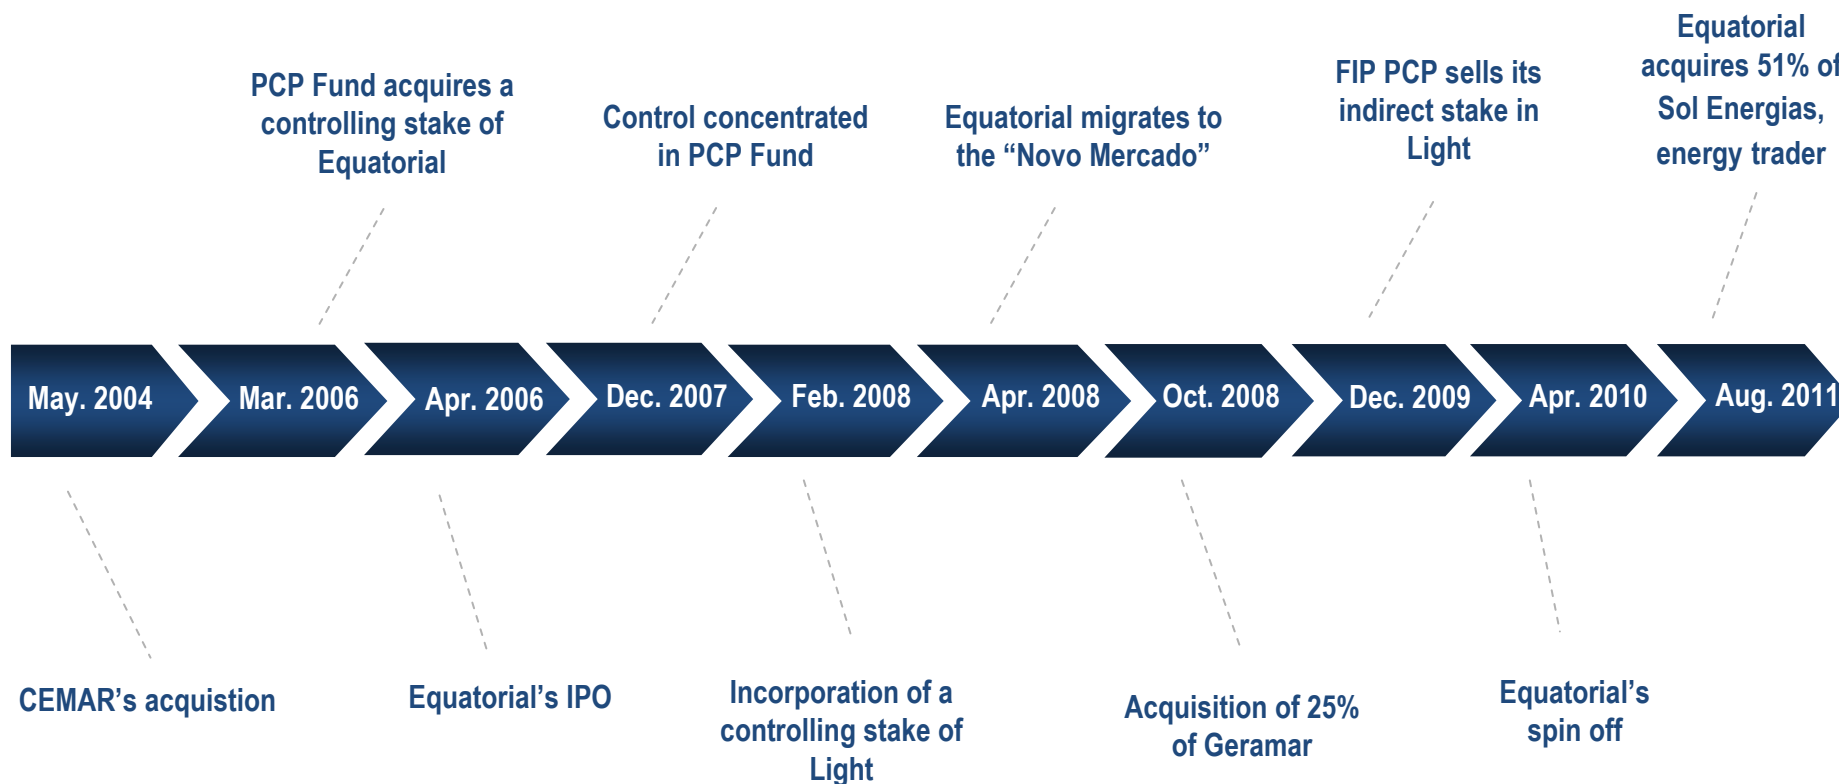 Equatorial
acquires 51% of
Sol Energias,
energy trader
FIP PCP sells its
indirect stake in
Light
PCP Fund acquires a
controlling stake of
Equatorial
Control concentrated
in PCP Fund
Equatorial migrates to
the “Novo Mercado”
May. 2004
Mar. 2006
Apr. 2006
Dec. 2007
Feb. 2008
Apr. 2008
Oct. 2008
Dec. 2009
Apr. 2010
Aug. 2011
CEMAR’s acquistion
Equatorial’s IPO
Incorporation of a
controlling stake of
Light
Acquisition of 25%
of Geramar
Equatorial’s
spin off